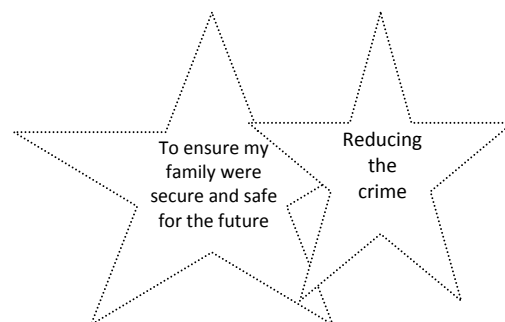 To ensure my
family were
secure and safe
for the future
Reducing
the
crime